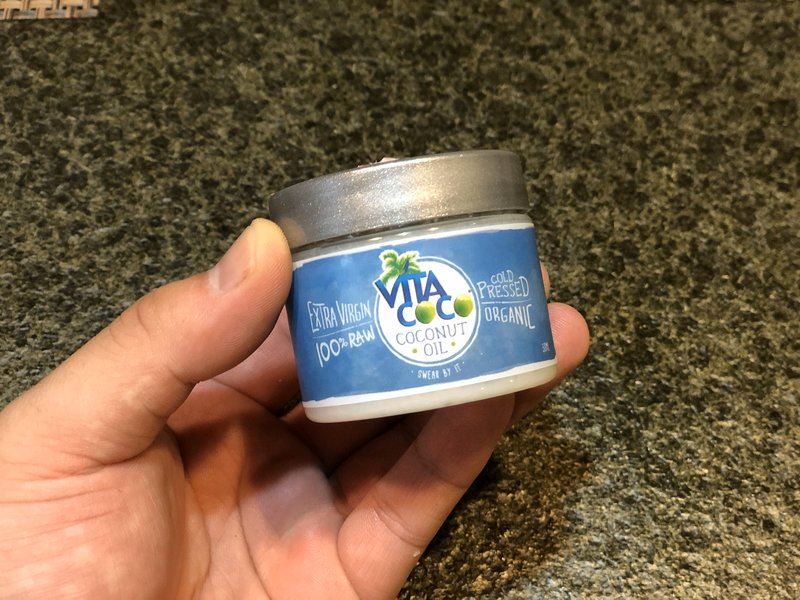 EXTRA VIRGIN
100% RAW
VITA
COCO
COCONUT
OIL
COLD
PRESSED
ORGANIC
SWEAR BY IT